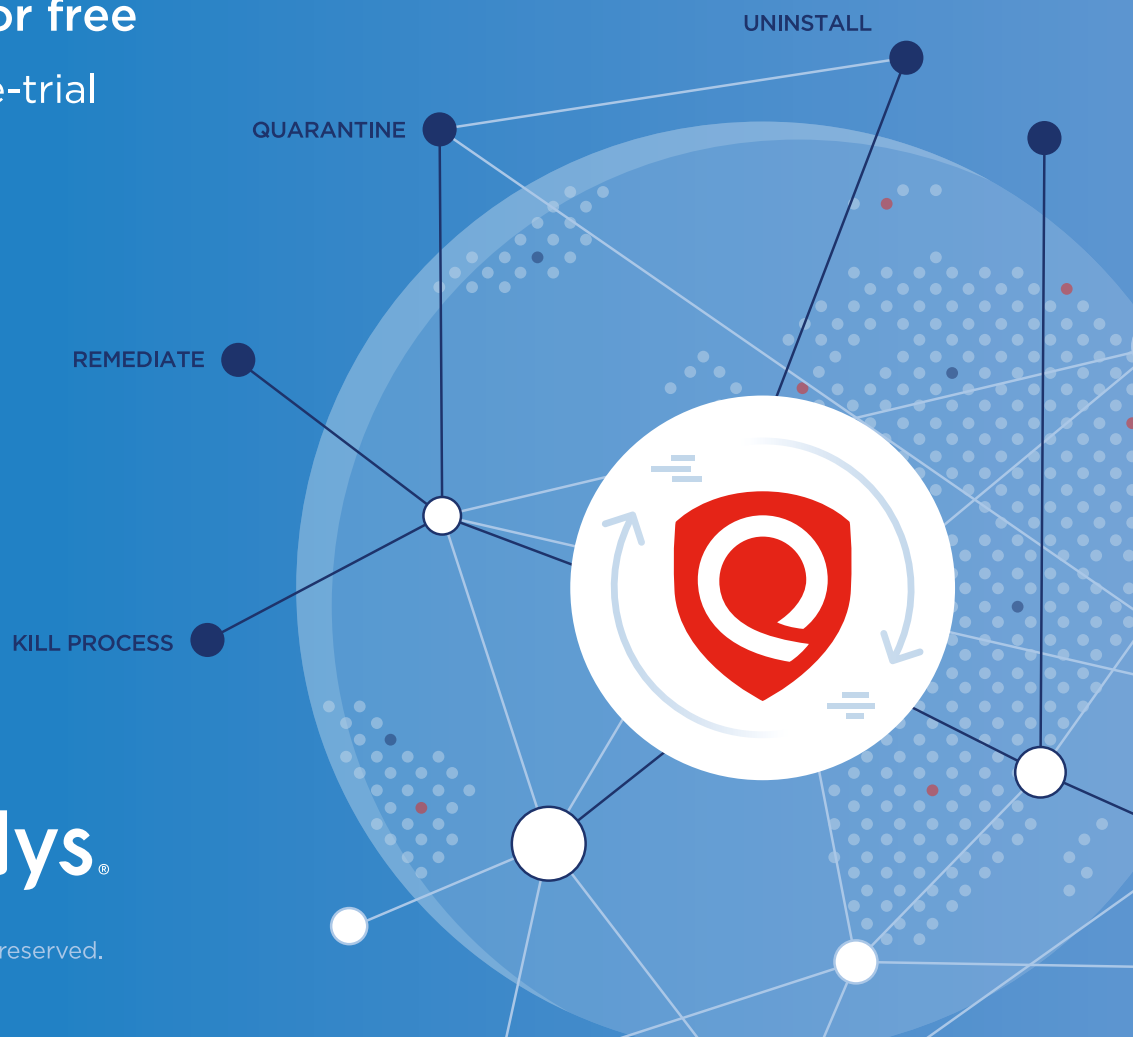 or free
e-trial
UNINSTALL
QUARANTINE
REMEDIATE
KILL PROCESS
lys.®
reserved.